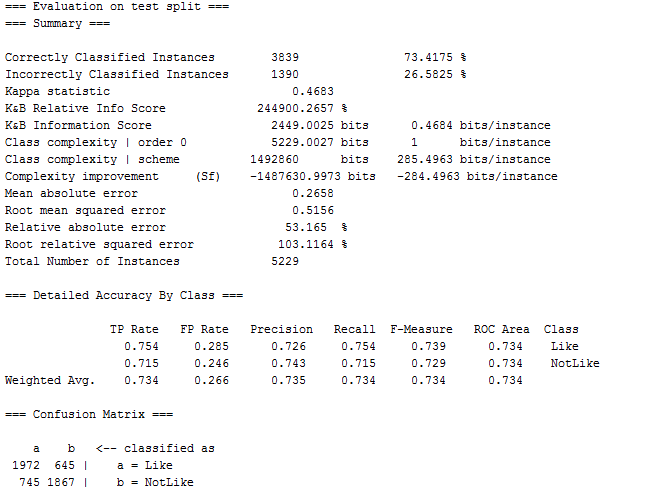 === Evaluation on test split ===
=== Summary ===
Correctly Classified Instances 3839 73.4175 %
Incorrectly Classified Instances 1390 26.5825 %
Kappa statistic 0.4683
K&B Relative Info Score 244900.2657 %
K&B Information Score 2449.0025 bits 0.4684 bits/instance
Class complexity | order 0 5229.0027 bits 1 bits/instance
Class complexity | scheme 1492860 bits 285.4963 bits/instance
Complexity improvement (Sf) -1487630.9973 bits -284.4963 bits/instance
Mean absolute error 0.2658
Root mean squared error 0.5156
Relative absolute error 53.165 %
Root relative squared error 103.1164 %
Total Number of Instances 5229
=== Detailed Accuracy By Class ===
TP Rate FP Rate Precision Recall F-Measure ROC Area Class
0.754 0.285 0.726 0.754 0.739 0.734 Like
0.715 0.246 0.743 0.715 0.729 0.734 NotLike
Weighted Avg. 0.734 0.266 0.735 0.734 0.734 0.734
=== Confusion Matrix ===
a b <-- classified as
1972 645 | a = Like
745 1867 | b = NotLike